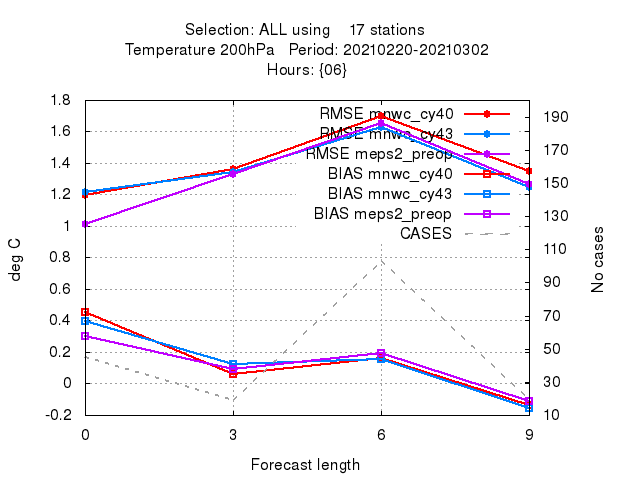 Selection: ALL using 17 stations
Temperature 200hPa Period: 20210220-20210302
Hours: {06}
1.8
1.6
1.4
1.2
1
0.8
0.6
0.4
0.2
0
-0.2
deg C
RMSE mnwc_cy40
RMSE mnwc_cy43
RMSE meps2_preop
BIAS mnwc_cy40
BIAS mnwc_cy43
BIAS meps2_preop
CASES
190
170
150
130
110
90
70
50
30
10
No cases
0 3 6 9
Forecast length